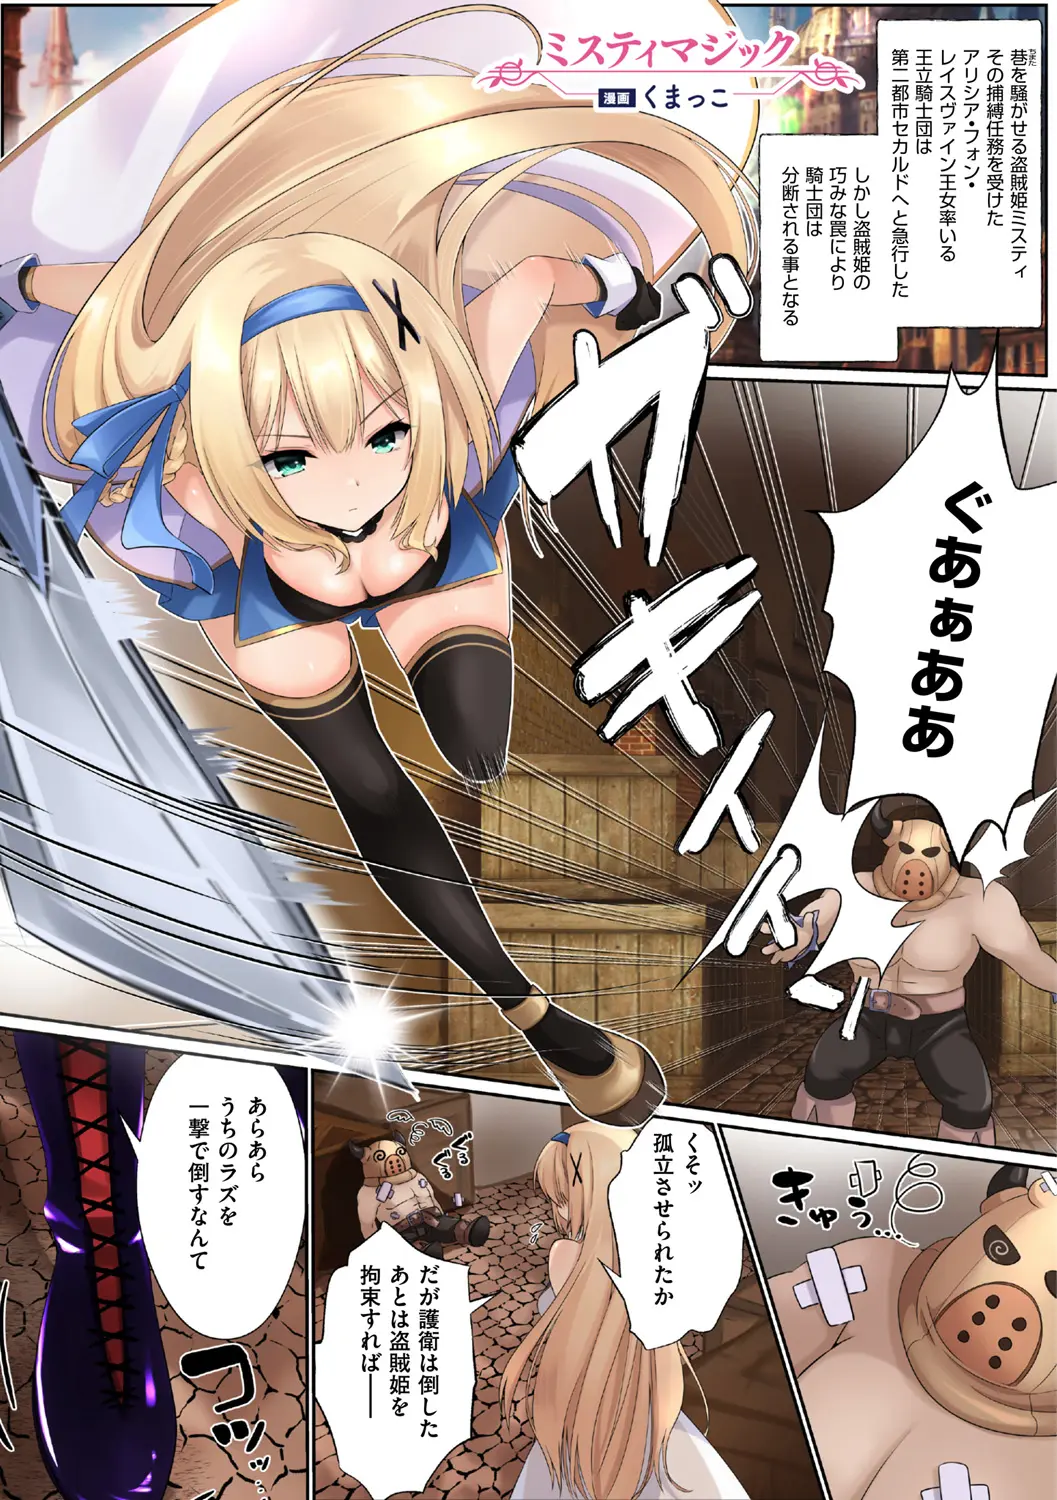 ミスティマジック
漫画 くまっこ
巷を騒がせる盗賊姫ミスティ
ちまた
その捕縛任務を受けた
アリシア・フォン・
レイスヴァイン王女率いる
王立騎士団は
第二都市セカルドへと急行した
しかし盗賊姫の
巧みな罠により
騎士団は
分断される事となる
ズバ
ぐあぁああ
きゅう…
くそッ
孤立させられたか
ぐるぐる
だが護衛は倒した
あとは盗賊姫を
拘束すれば──
あらあら
うちのラズを
一撃で倒すなんて
コッ…